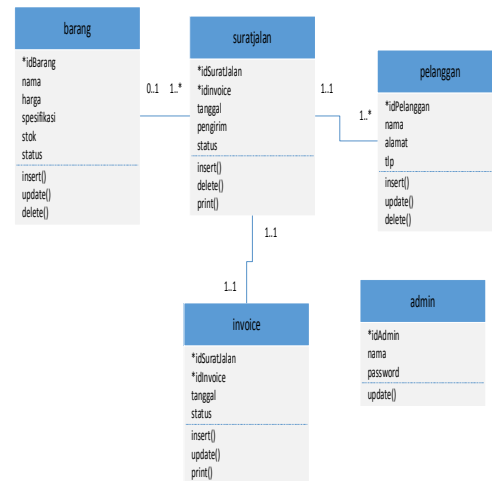 barang
*idBarang
nama
harga
spesifikasi
stok
status
insert()
update()
delete()
0..1 1..*
suratjalan
*idSuratJalan
*idinvoice
tanggal
pengirim
status
insert()
delete()
print()
1..1
1..*
pelanggan
*idPelanggan
nama
alamat
tlp
insert()
update()
delete()
1..1
1..1
invoice
*idSuratJalan
*idInvoice
tanggal
status
insert()
update()
print()
admin
*idAdmin
nama
password
update()